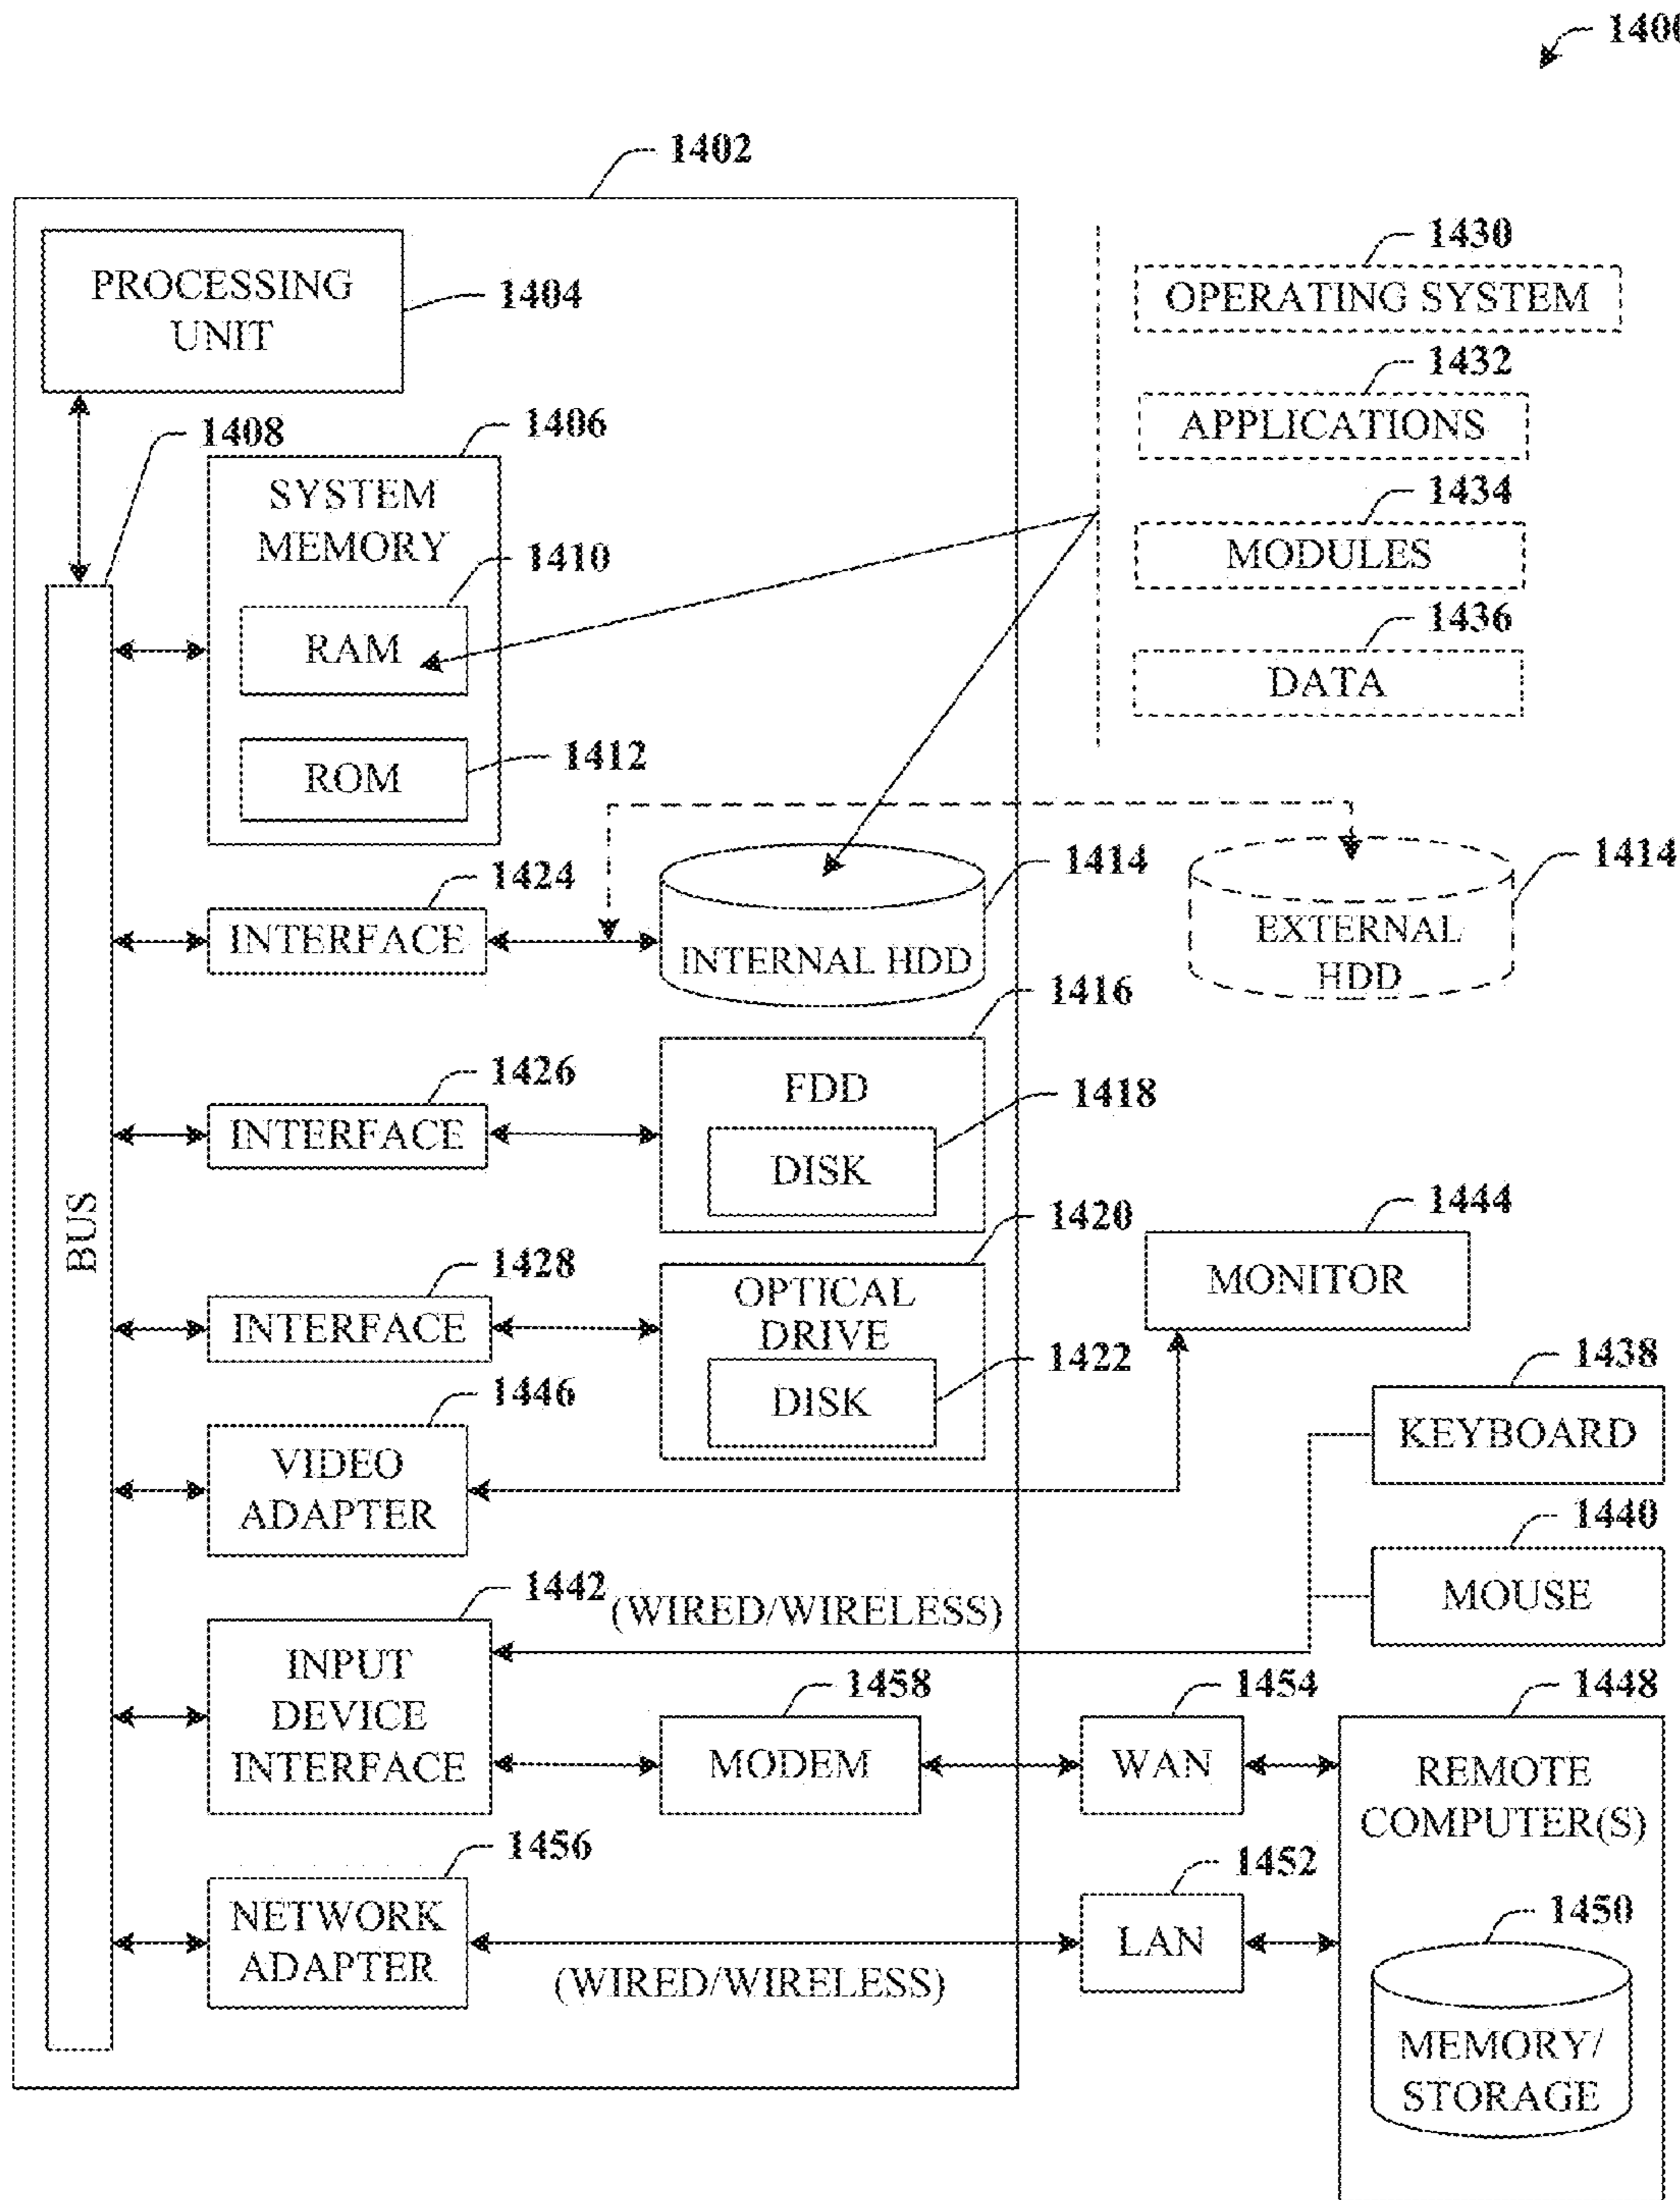 1400
1402
PROCESSING
UNIT
1404
1430
OPERATING SYSTEM
1432
APPLICATIONS
1434
MODULES
1436
DATA
1408
1406
SYSTEM
MEMORY
1410
RAM
1412
ROM
BUS
1424
INTERFACE
1414
INTERNAL HDD
1414
EXTERNAL
HDD
1426
INTERFACE
1416
FDD
1418
DISK
1428
INTERFACE
1420
OPTICAL
DRIVE
1422
DISK
1444
MONITOR
1446
VIDEO
ADAPTER
1438
KEYBOARD
1440
MOUSE
1442
(WIRED/WIRELESS)
INPUT
DEVICE
INTERFACE
1458
MODEM
1454
WAN
1448
REMOTE
COMPUTER(S)
1456
NETWORK
ADAPTER
(WIRED/WIRELESS)
1452
LAN
1450
MEMORY/
STORAGE